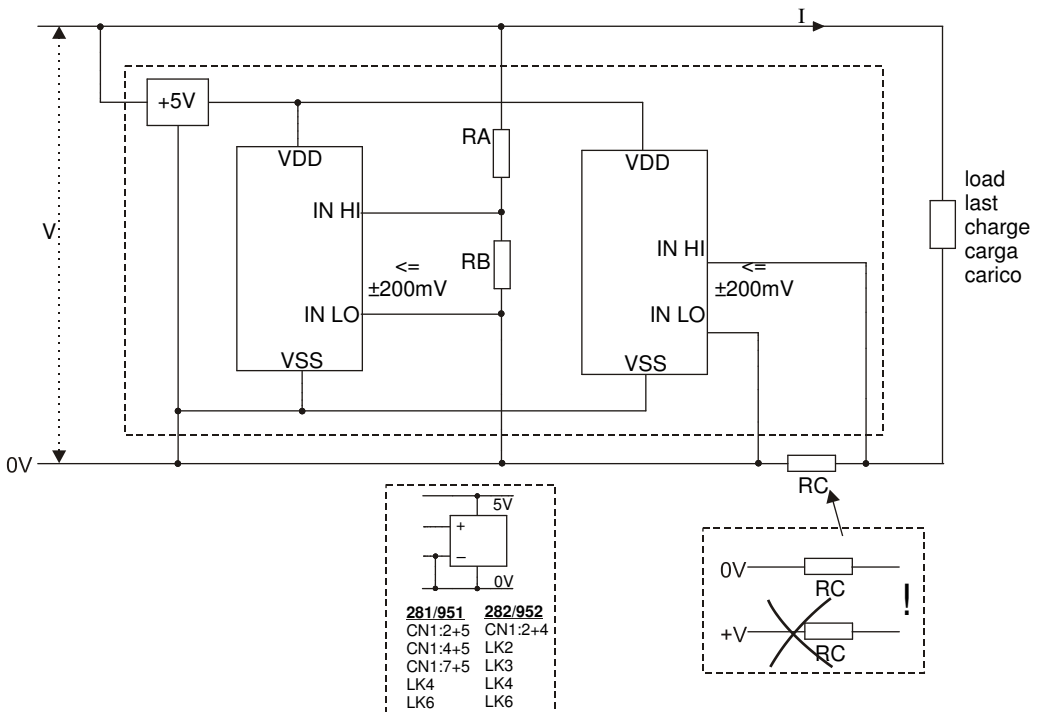 I
+5V
RA
VDD
VDD
load
last
charge
carga
carico
IN HI
V
RB
<=
±200mV
IN HI
<=
±200mV
IN LO
IN LO
VSS
VSS
0V
RC
5V
+
–
0V
0V
RC
!
+V
RC
281/951 282/952
CN1:2+5 CN1:2+4
CN1:4+5 LK2
CN1:7+5 LK3
LK4 LK4
LK6 LK6